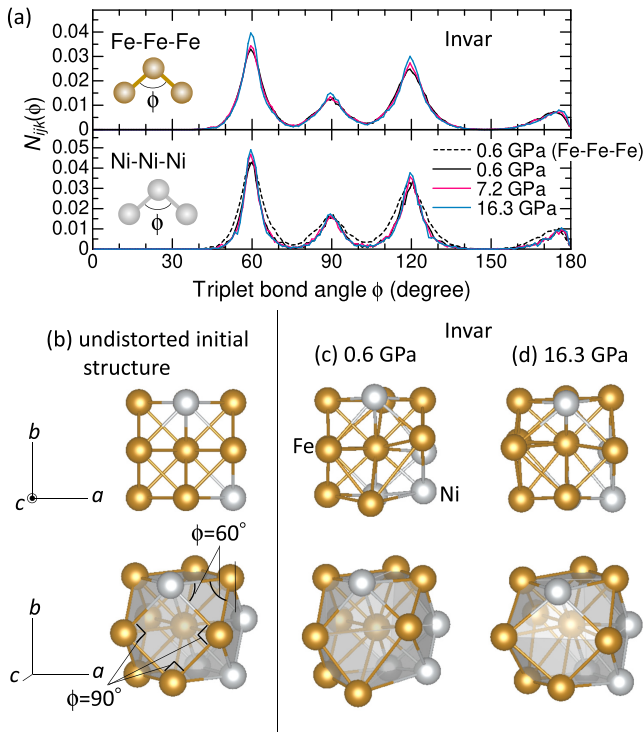 (a)
Fe-Fe-Fe
Invar
ϕ
0.04
0.03
0.02
0.01
0
N_ijk(ϕ)
Ni-Ni-Ni
ϕ
0.6 GPa (Fe-Fe-Fe)
0.6 GPa
7.2 GPa
16.3 GPa
0.05
0.04
0.03
0.02
0.01
0
0 30 60 90 120 150 180
Triplet bond angle ϕ (degree)
(b) undistorted initial
structure
Invar
(c) 0.6 GPa
(d) 16.3 GPa
b
c
a
Fe
Ni
ϕ=60°
b
c
a
ϕ=90°